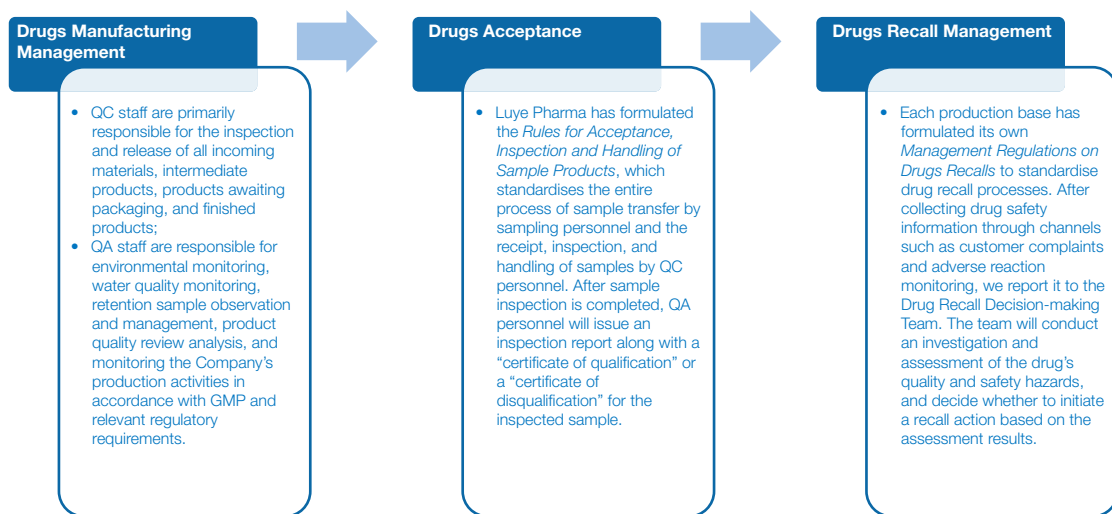 Drugs Manufacturing
Management
• QC staff are primarily
responsible for the inspection
and release of all incoming
materials, intermediate
products, products awaiting
packaging, and finished
products;
• QA staff are responsible for
environmental monitoring,
water quality monitoring,
retention sample observation
and management, product
quality review analysis, and
monitoring the Company's
production activities in
accordance with GMP and
relevant regulatory
requirements.
Drugs Acceptance
• Luye Pharma has formulated
the Rules for Acceptance,
Inspection and Handling of
Sample Products, which
standardises the entire
process of sample transfer by
sampling personnel and the
receipt, inspection, and
handling of samples by QC
personnel. After sample
inspection is completed, QA
personnel will issue an
inspection report along with a
“certificate of qualification” or
a “certificate of
disqualification” for the
inspected sample.
Drugs Recall Management
• Each production base has
formulated its own
Management Regulations on
Drugs Recalls to standardise
drug recall processes. After
collecting drug safety
information through channels
such as customer complaints
and adverse reaction
monitoring, we report it to the
Drug Recall Decision-making
Team. The team will conduct
an investigation and
assessment of the drug's
quality and safety hazards,
and decide whether to initiate
a recall action based on the
assessment results.